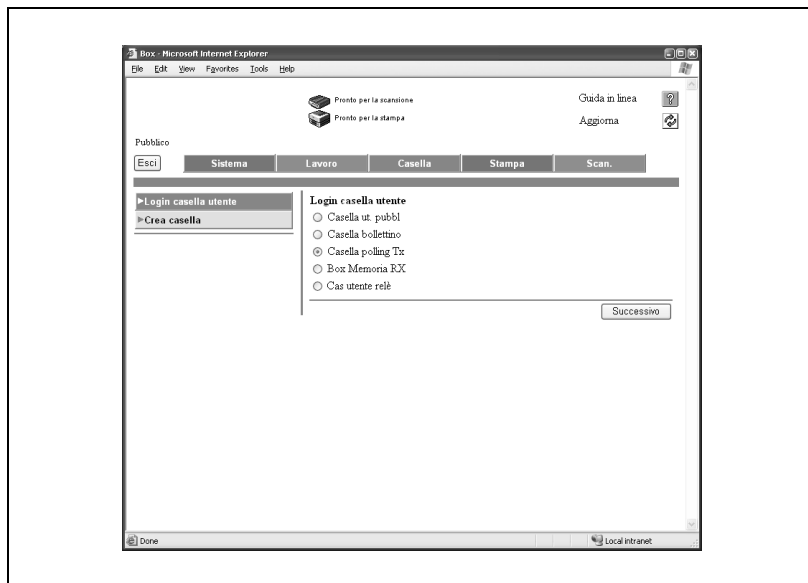 Box - Microsoft Internet Explorer
File Edit View Favorites Tools Help
Pronto per la scansione
Guida in linea ?
Pronto per la stampa
Aggiorna
Pubblico
Esci Sistema Lavoro Casella Stampa Scan.
Login casella utente
Crea casella
Login casella utente
Casella ut. pubbl
Casella bollettino
Casella polling Tx
Box Memoria RX
Cas utente relè
Successivo
Done
Local intranet